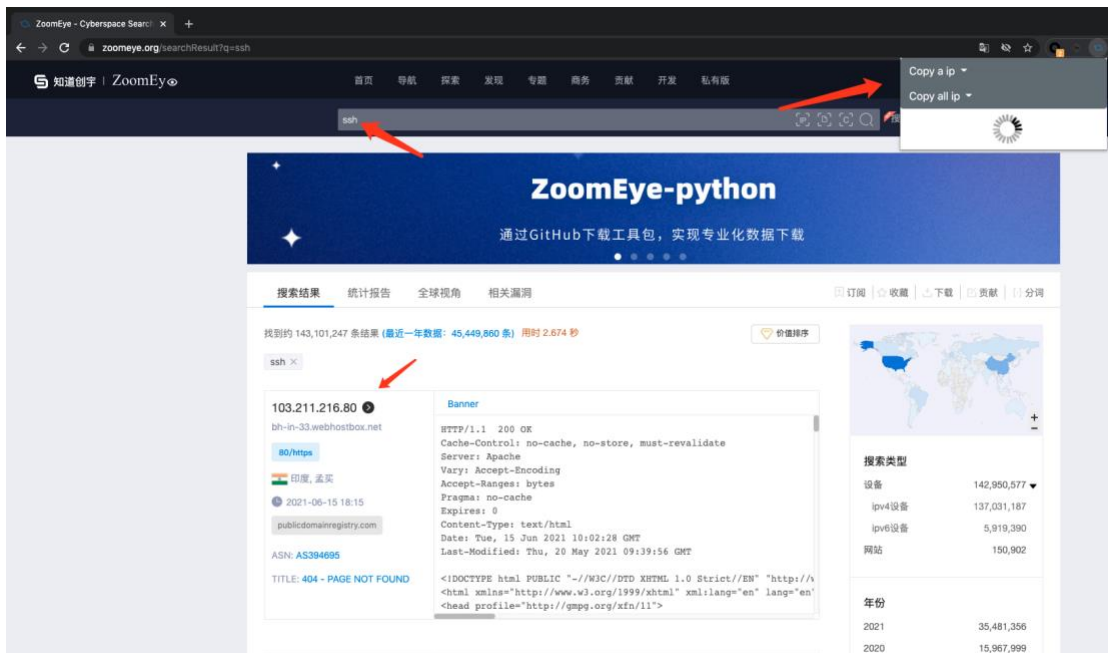 ZoomEye - Cyberspace Search
zoomeye.org/searchResult?q=ssh
知道创宇 | ZoomEye
首页 导航 探索 发现 专题 商务 贡献 开发 私有版
Copy a ip
Copy all ip
ssh
ZoomEye-python
通过GitHub下载工具包，实现专业化数据下载
搜索结果 统计报告 全球视角 相关漏洞
订阅 收藏 下载 贡献 分词
找到约 143,101,247 条结果 (最近一年数据: 45,449,860 条) 用时 2.674 秒
价值排序
ssh ×
103.211.216.80
bh-in-33.webhostbox.net
80/https
印度, 孟买
2021-06-15 18:15
publicdomainregistry.com
ASN: AS394695
TITLE: 404 - PAGE NOT FOUND
Banner
HTTP/1.1 200 OK
Cache-Control: no-cache, no-store, must-revalidate
Server: Apache
Vary: Accept-Encoding
Accept-Ranges: bytes
Pragma: no-cache
Expires: 0
Content-Type: text/html
Date: Tue, 15 Jun 2021 10:02:28 GMT
Last-Modified: Thu, 20 May 2021 09:39:56 GMT
<!DOCTYPE html PUBLIC "-//W3C//DTD XHTML 1.0 Strict//EN" "http://
<html xmlns="http://www.w3.org/1999/xhtml" xml:lang="en" lang="en"
<head profile="http://gmpg.org/xfn/11">
+
−
搜索类型
设备 142,950,577
ipv4设备 137,031,187
ipv6设备 5,919,390
网站 150,902
年份
2021 35,481,356
2020 15,967,999